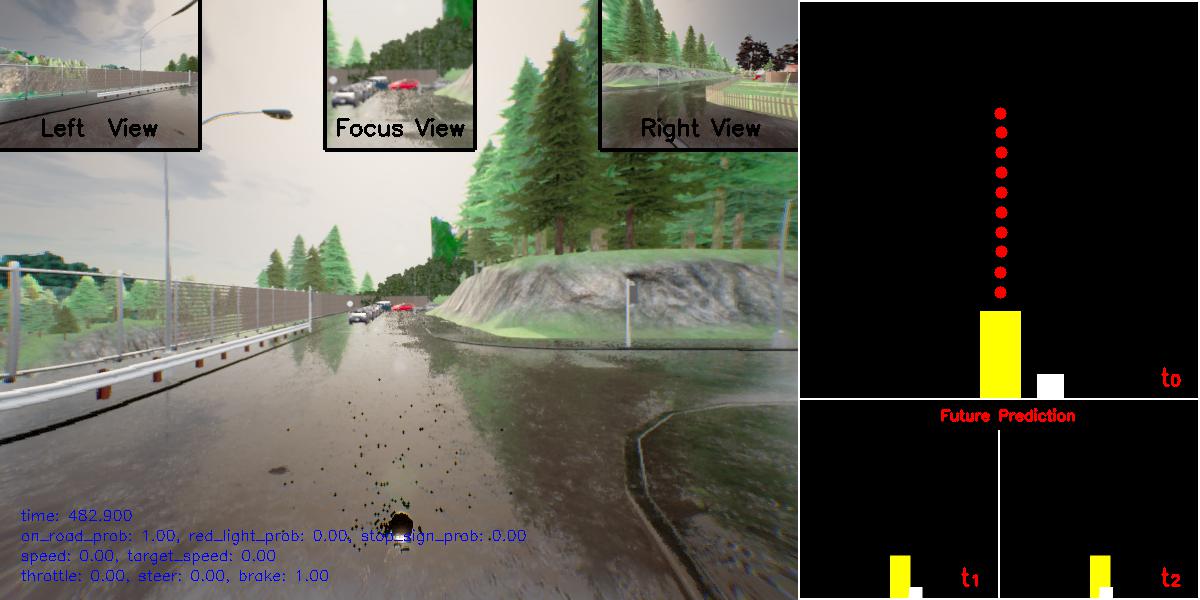 Left View
Focus View
Right View
t0
Future Prediction
time: 482.900
on_road_prob: 1.00, red_light_prob: 0.00, stop_sign_prob: 0.00
speed: 0.00, target_speed: 0.00
throttle: 0.00, steer: 0.00, brake: 1.00
t1
t2